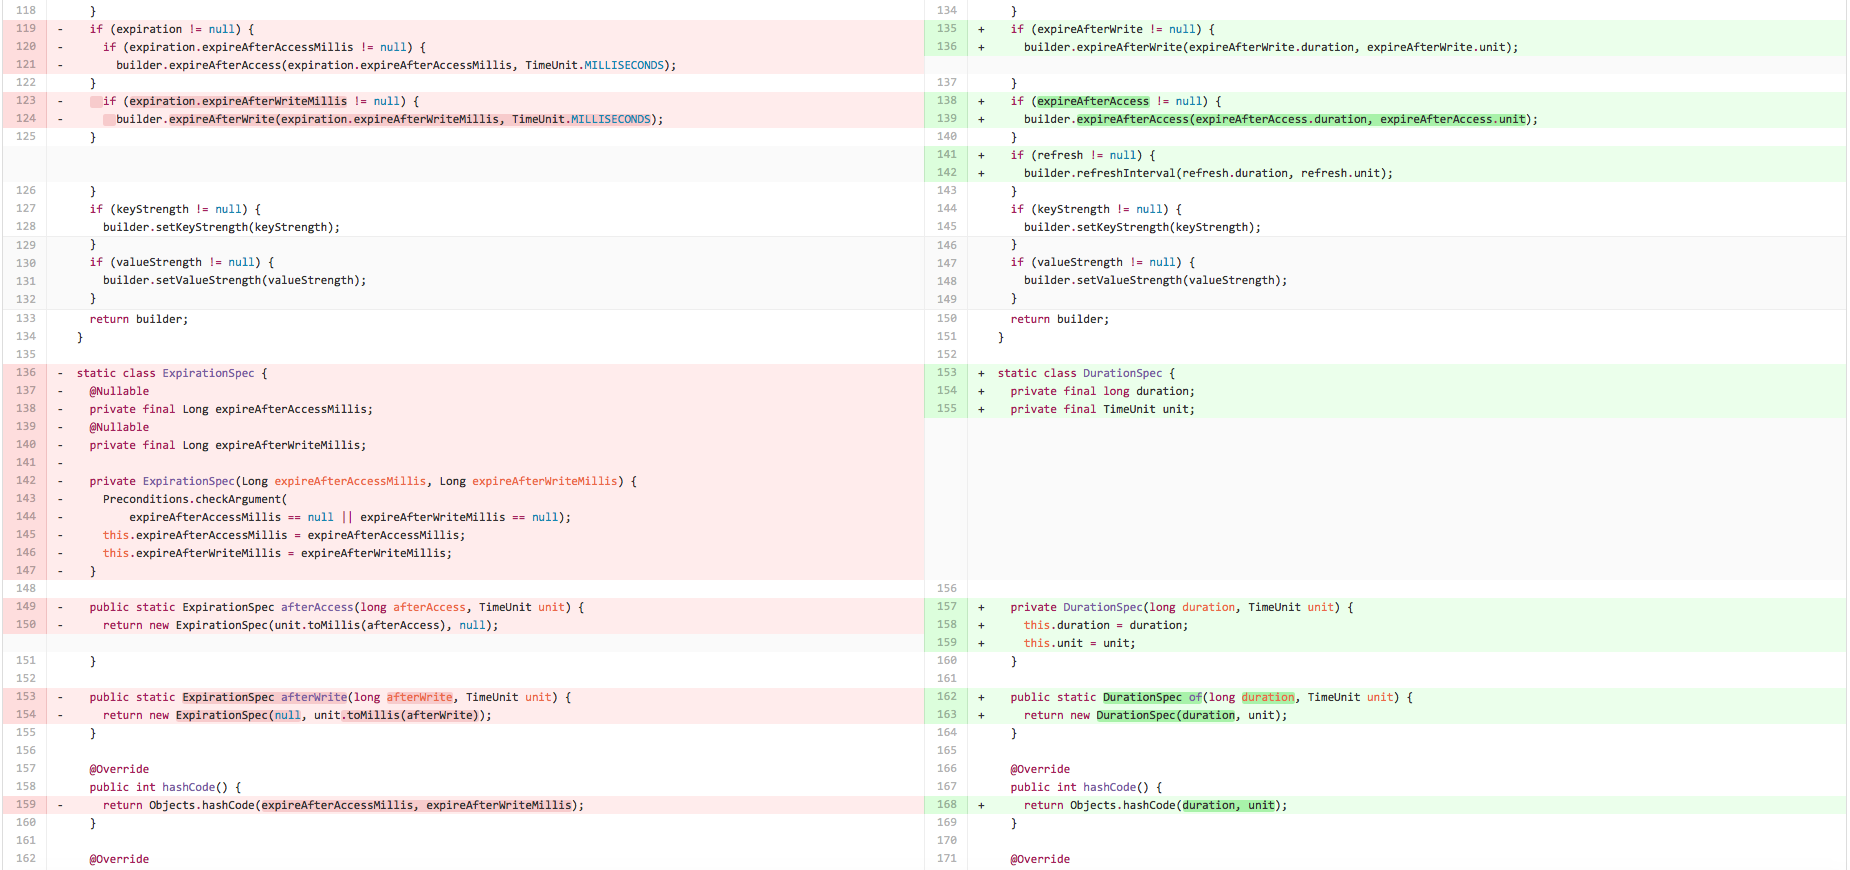 118 }
119 - if (expiration != null) {
120 - if (expiration.expireAfterAccessMillis != null) {
121 - builder.expireAfterAccess(expiration.expireAfterAccessMillis, TimeUnit.MILLISECONDS);
122 }
123 - if (expiration.expireAfterWriteMillis != null) {
124 - builder.expireAfterWrite(expiration.expireAfterWriteMillis, TimeUnit.MILLISECONDS);
125 }
126 }
127 if (keyStrength != null) {
128 builder.setKeyStrength(keyStrength);
129 }
130 if (valueStrength != null) {
131 builder.setValueStrength(valueStrength);
132 }
133 return builder;
134 }
135
136 - static class ExpirationSpec {
137 - @Nullable
138 - private final Long expireAfterAccessMillis;
139 - @Nullable
140 - private final Long expireAfterWriteMillis;
141 -
142 - private ExpirationSpec(Long expireAfterAccessMillis, Long expireAfterWriteMillis) {
143 - Preconditions.checkArgument(
144 - expireAfterAccessMillis == null || expireAfterWriteMillis == null);
145 - this.expireAfterAccessMillis = expireAfterAccessMillis;
146 - this.expireAfterWriteMillis = expireAfterWriteMillis;
147 - }
148
149 - public static ExpirationSpec afterAccess(long afterAccess, TimeUnit unit) {
150 - return new ExpirationSpec(unit.toMillis(afterAccess), null);
151 }
152
153 - public static ExpirationSpec afterWrite(long afterWrite, TimeUnit unit) {
154 - return new ExpirationSpec(null, unit.toMillis(afterWrite));
155 }
156
157 @Override
158 public int hashCode() {
159 - return Objects.hashCode(expireAfterAccessMillis, expireAfterWriteMillis);
160 }
161
162 @Override
134 }
135 + if (expireAfterWrite != null) {
136 + builder.expireAfterWrite(expireAfterWrite.duration, expireAfterWrite.unit);
137 }
138 + if (expireAfterAccess != null) {
139 + builder.expireAfterAccess(expireAfterAccess.duration, expireAfterAccess.unit);
140 }
141 + if (refresh != null) {
142 + builder.refreshInterval(refresh.duration, refresh.unit);
143 }
144 if (keyStrength != null) {
145 builder.setKeyStrength(keyStrength);
146 }
147 if (valueStrength != null) {
148 builder.setValueStrength(valueStrength);
149 }
150 return builder;
151 }
152
153 + static class DurationSpec {
154 + private final long duration;
155 + private final TimeUnit unit;
156
157 + private DurationSpec(long duration, TimeUnit unit) {
158 + this.duration = duration;
159 + this.unit = unit;
160 }
161
162 + public static DurationSpec of(long duration, TimeUnit unit) {
163 + return new DurationSpec(duration, unit);
164 }
165
166 @Override
167 public int hashCode() {
168 + return Objects.hashCode(duration, unit);
169 }
170
171 @Override